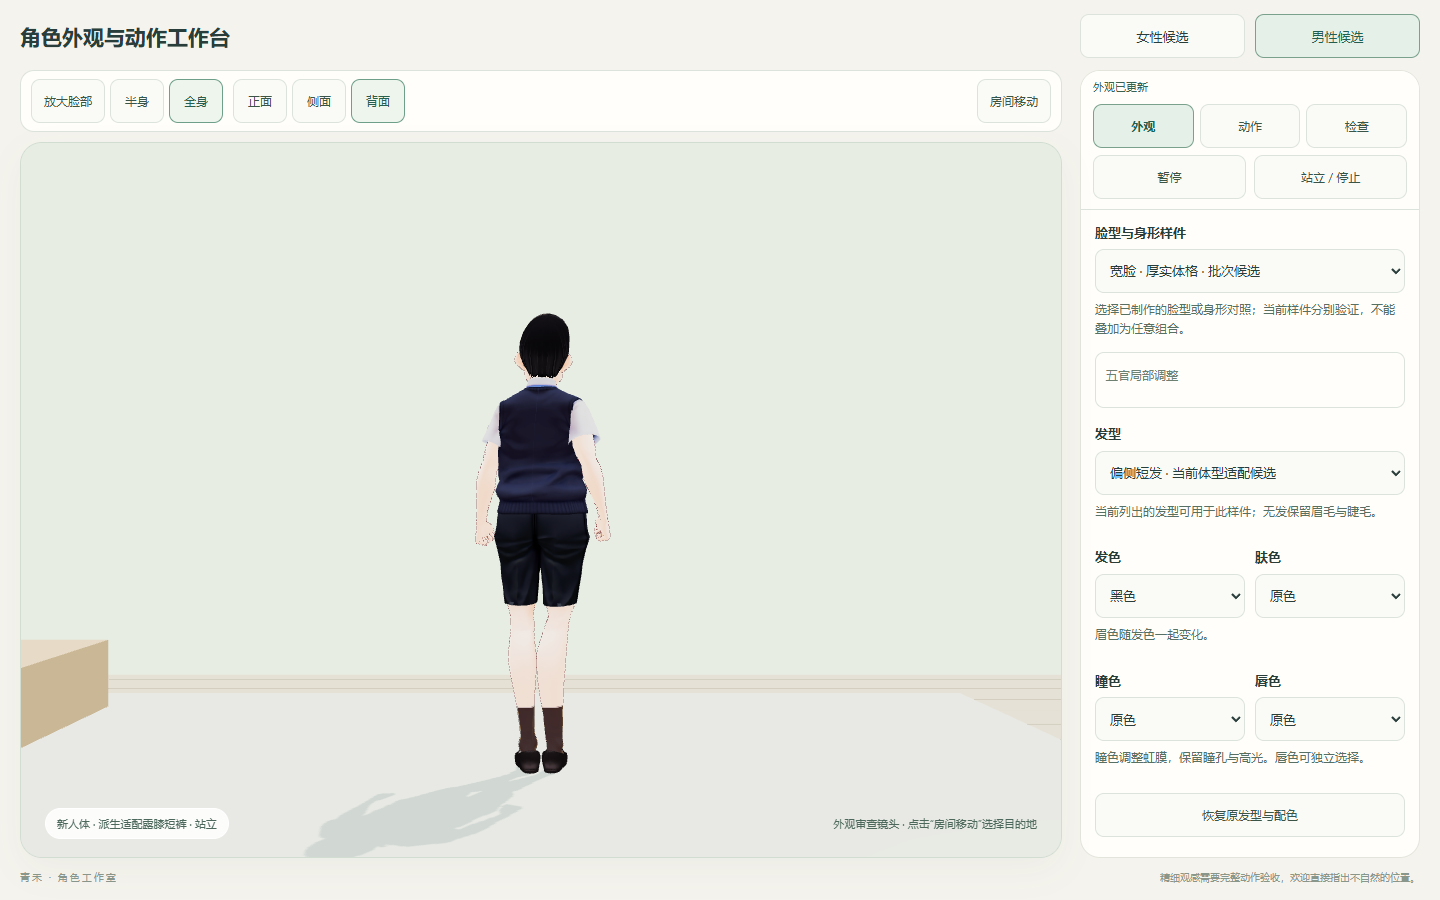 角色外观与动作工作台
女性候选
男性候选
放大脸部
半身
全身
正面
侧面
背面
房间移动
外观已更新
外观
动作
检查
暂停
站立 / 停止
脸型与身形样件
宽脸 · 厚实体格 · 批次候选
选择已制作的脸型或身形对照；当前样件分别验证，不能
叠加为任意组合。
五官局部调整
发型
偏侧短发 · 当前体型适配候选
当前列出的发型可用于此样件；无发保留眉毛与睫毛。
发色
肤色
黑色
原色
眉色随发色一起变化。
瞳色
唇色
原色
原色
瞳色调整虹膜，保留瞳孔与高光。唇色可独立选择。
恢复原发型与配色
新人体 · 派生适配露膝短裤 · 站立
外观审查镜头 · 点击“房间移动”选择目的地
青禾 · 角色工作室
精细观感需要完整动作验收，欢迎直接指出不自然的位置。